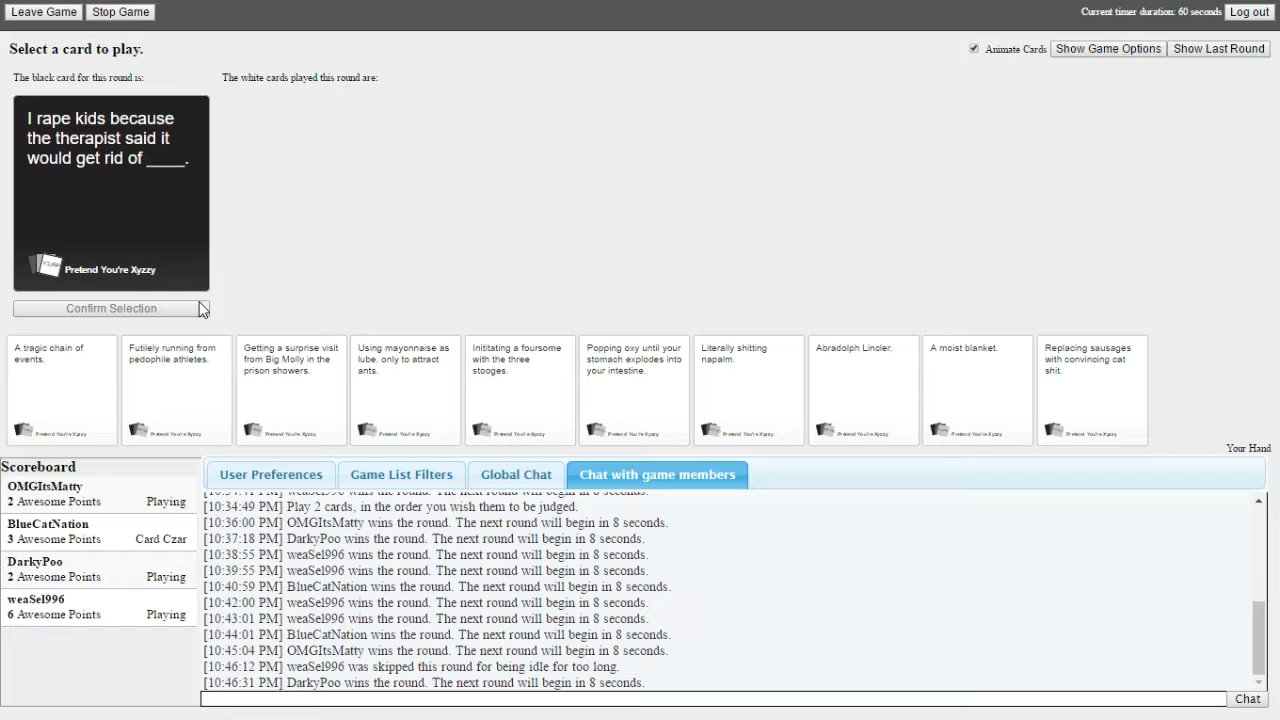 Leave Game Stop Game Current timer duration: 60 seconds Log out
Select a card to play. Animate Cards Show Game Options Show Last Round
The black card for this round is: The white cards played this round are:
I rape kids because
the therapist said it
would get rid of ____.
Pretend You're Xyzzy
Confirm Selection
A tragic chain of
events.
Pretend You're Xyzzy
Futilely running from
pedophile athletes.
Pretend You're Xyzzy
Getting a surprise visit
from Big Molly in the
prison showers.
Pretend You're Xyzzy
Using mayonnaise as
lube, only to attract
ants.
Pretend You're Xyzzy
Inititating a foursome
with the three
stooges.
Pretend You're Xyzzy
Popping oxy until your
stomach explodes into
your intestine.
Pretend You're Xyzzy
Literally shitting
napalm.
Pretend You're Xyzzy
Abradolph Lincler.
Pretend You're Xyzzy
A moist blanket.
Pretend You're Xyzzy
Replacing sausages
with convincing cat
shit.
Pretend You're Xyzzy
Your Hand
Scoreboard
OMGItsMatty
2 Awesome Points Playing
BlueCatNation
3 Awesome Points Card Czar
DarkyPoo
2 Awesome Points Playing
weaSel996
6 Awesome Points Playing
User Preferences Game List Filters Global Chat Chat with game members
[10:34:41 PM] weaSel996 wins the round. The next round will begin in 8 seconds.
[10:34:49 PM] Play 2 cards, in the order you wish them to be judged.
[10:36:00 PM] OMGItsMatty wins the round. The next round will begin in 8 seconds.
[10:37:18 PM] DarkyPoo wins the round. The next round will begin in 8 seconds.
[10:38:55 PM] weaSel996 wins the round. The next round will begin in 8 seconds.
[10:39:55 PM] weaSel996 wins the round. The next round will begin in 8 seconds.
[10:40:59 PM] BlueCatNation wins the round. The next round will begin in 8 seconds.
[10:42:00 PM] weaSel996 wins the round. The next round will begin in 8 seconds.
[10:43:01 PM] weaSel996 wins the round. The next round will begin in 8 seconds.
[10:44:01 PM] BlueCatNation wins the round. The next round will begin in 8 seconds.
[10:45:04 PM] OMGItsMatty wins the round. The next round will begin in 8 seconds.
[10:46:12 PM] weaSel996 was skipped this round for being idle for too long.
[10:46:31 PM] DarkyPoo wins the round. The next round will begin in 8 seconds.
Chat